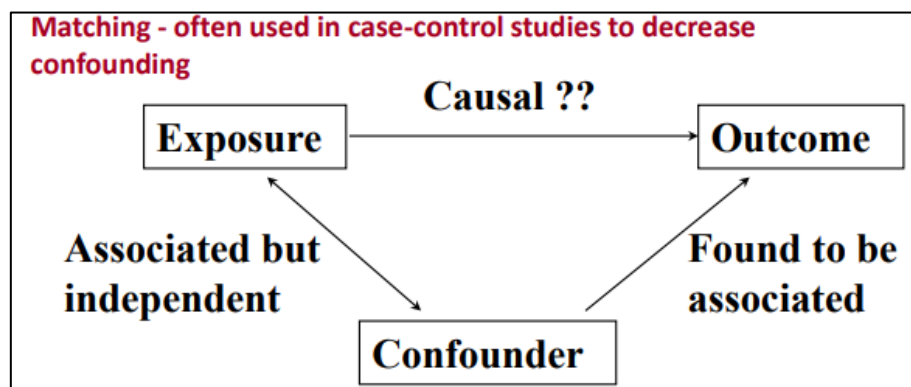 Matching - often used in case-control studies to decrease
confounding
Causal ??
Exposure
Outcome
Associated but
independent
Found to be
associated
Confounder